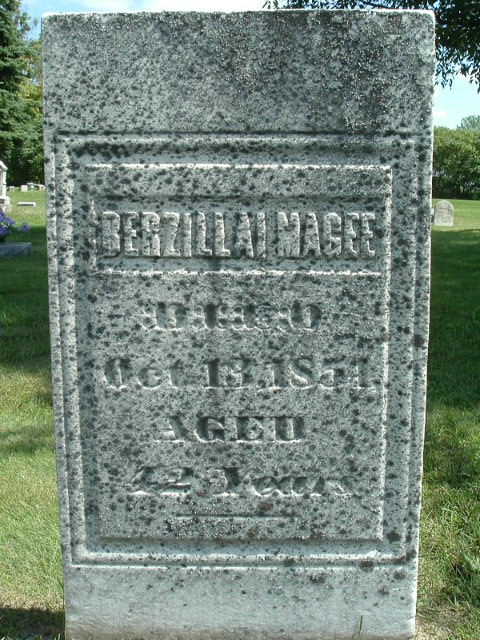 BERZILLAI MAGEE
DIED
Oct 13, 1851,
AGED
42 Years